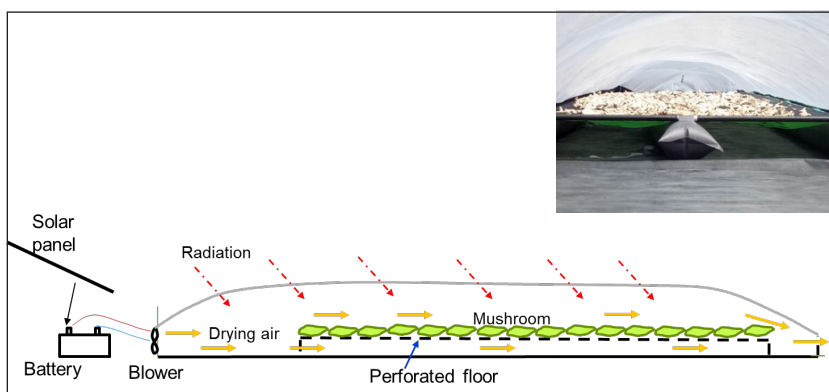 Solar
panel
Radiation
Mushroom
Drying air
Battery
Blower
Perforated floor